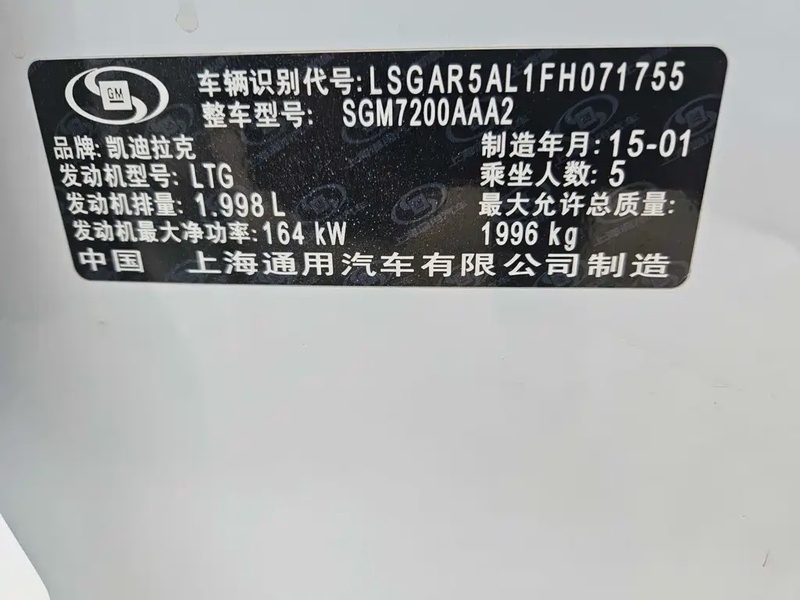 GM
车辆识别代号:LSGAR5AL1FH071755
整车型号: SGM7200AAA2
品牌: 凯迪拉克 制造年月:15-01
发动机型号: LTG 乘坐人数: 5
发动机排量: 1.998 L 最大允许总质量:
发动机最大净功率:164 kW 1996 kg
中国 上海通用汽车有限公司制造